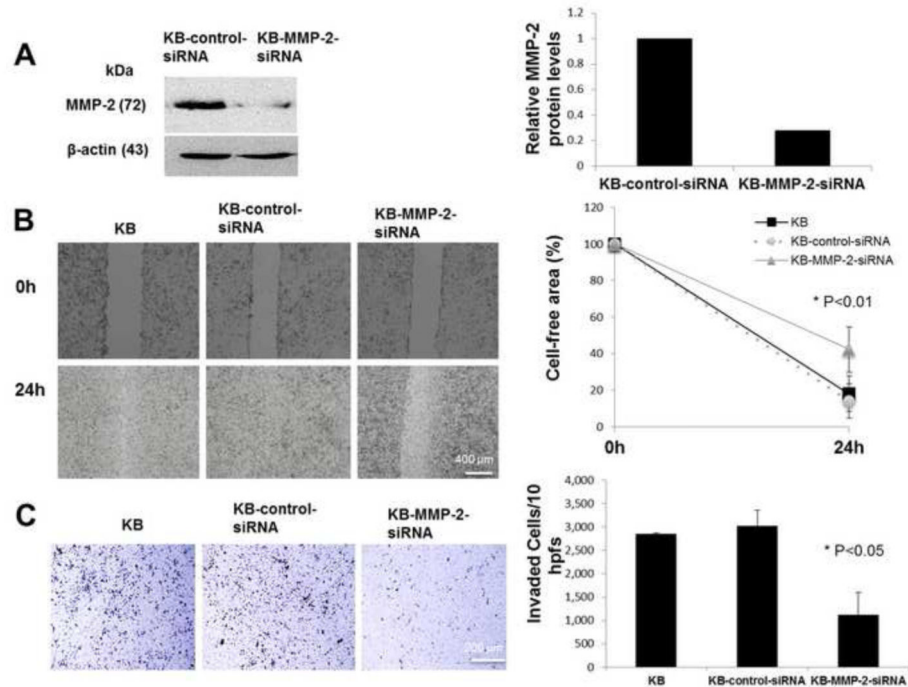 A
KB-control-
siRNA
KB-MMP-2-
siRNA
kDa
MMP-2 (72)
β-actin (43)
Relative MMP-2
protein levels
1.2
1
0.8
0.6
0.4
0.2
0
KB-control-siRNA
KB-MMP-2-siRNA
B
KB
KB-control-
siRNA
KB-MMP-2-
siRNA
0h
24h
400 μm
Cell-free area (%)
120
100
80
60
40
20
0
0h
24h
KB
KB-control-siRNA
KB-MMP-2-siRNA
* P<0.01
C
KB
KB-control-
siRNA
KB-MMP-2-
siRNA
Invaded Cells/10
hpfs
4,000
3,500
3,000
2,500
2,000
1,500
1,000
500
0
KB
KB-control-siRNA
KB-MMP-2-siRNA
* P<0.05